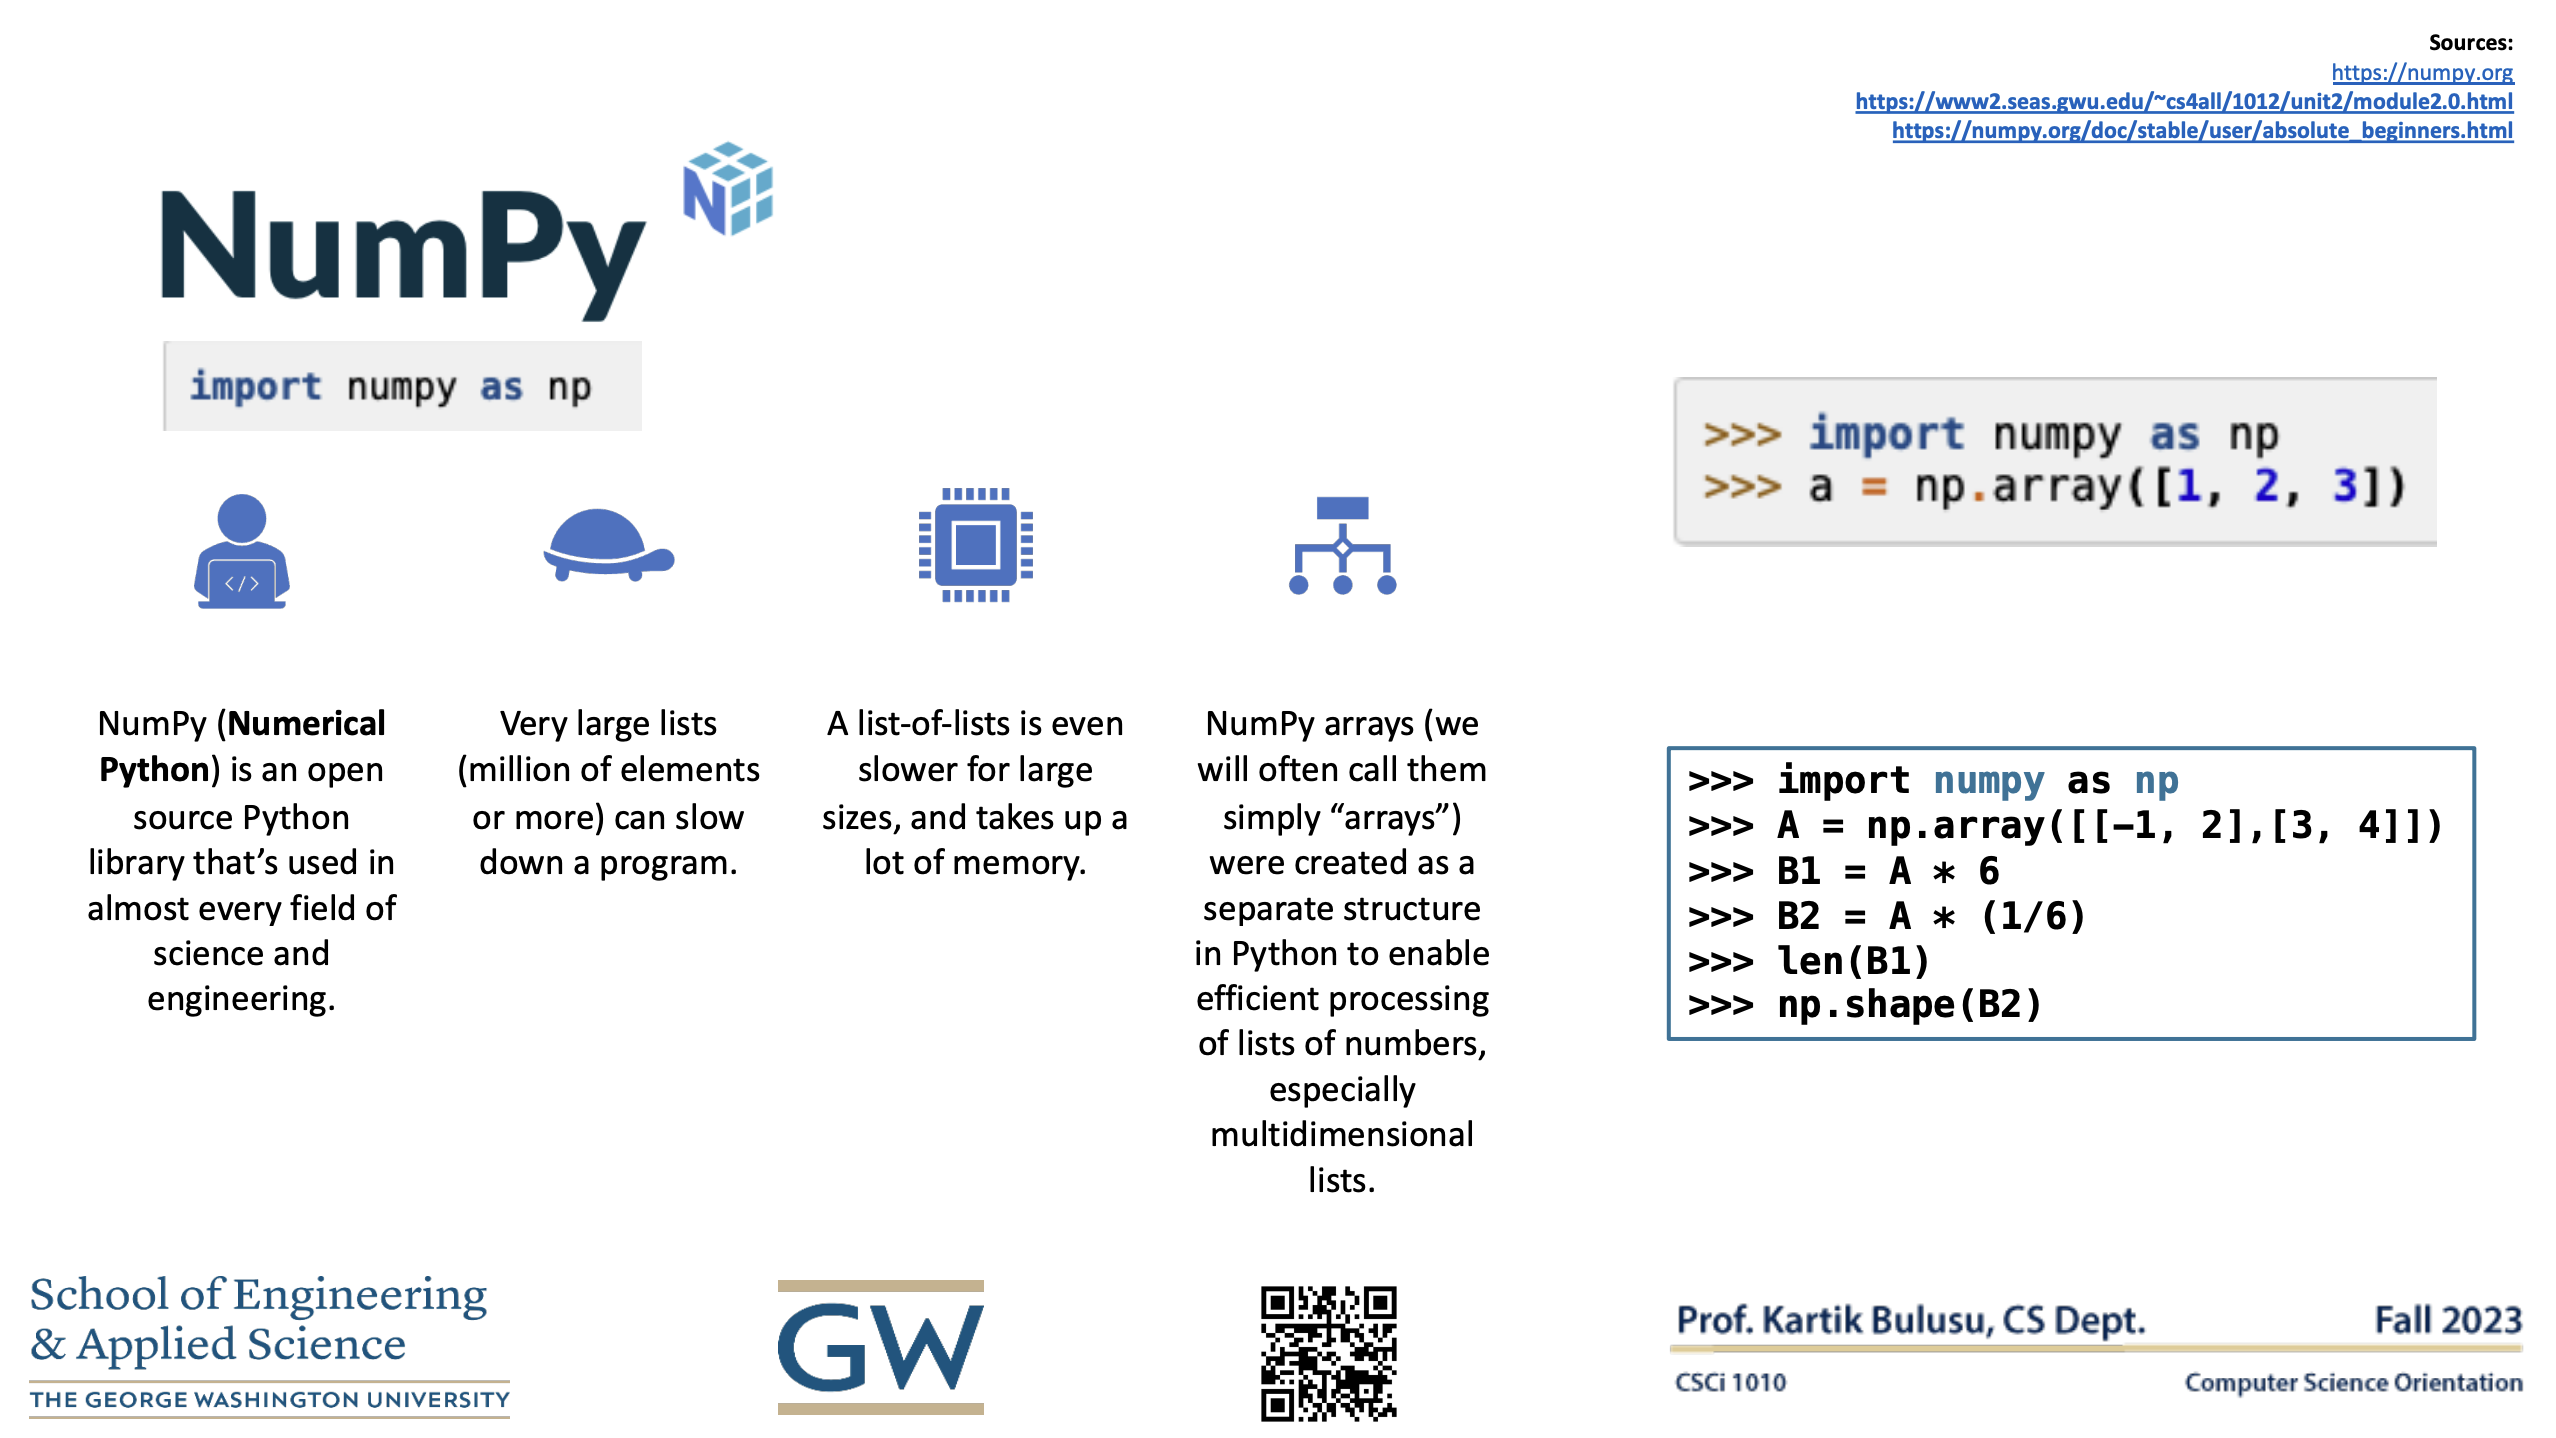 Sources:
https://numpy.org
https://www2.seas.gwu.edu/~cs4all/1012/unit2/module2.0.html
https://numpy.org/doc/stable/user/absolute_beginners.html
NumPy
N
import numpy as np
</>
NumPy (Numerical
Python) is an open
source Python
library that’s used in
almost every field of
science and
engineering.
Very large lists
(million of elements
or more) can slow
down a program.
A list-of-lists is even
slower for large
sizes, and takes up a
lot of memory.
NumPy arrays (we
will often call them
simply “arrays”)
were created as a
separate structure
in Python to enable
efficient processing
of lists of numbers,
especially
multidimensional
lists.
>>> import numpy as np
>>> a = np.array([1, 2, 3])
>>> import numpy as np
>>> A = np.array([[–1, 2],[3, 4]])
>>> B1 = A * 6
>>> B2 = A * (1/6)
>>> len(B1)
>>> np.shape(B2)
School of Engineering
& Applied Science
THE GEORGE WASHINGTON UNIVERSITY
GW
Prof. Kartik Bulusu, CS Dept. Fall 2023
CSCi 1010 Computer Science Orientation